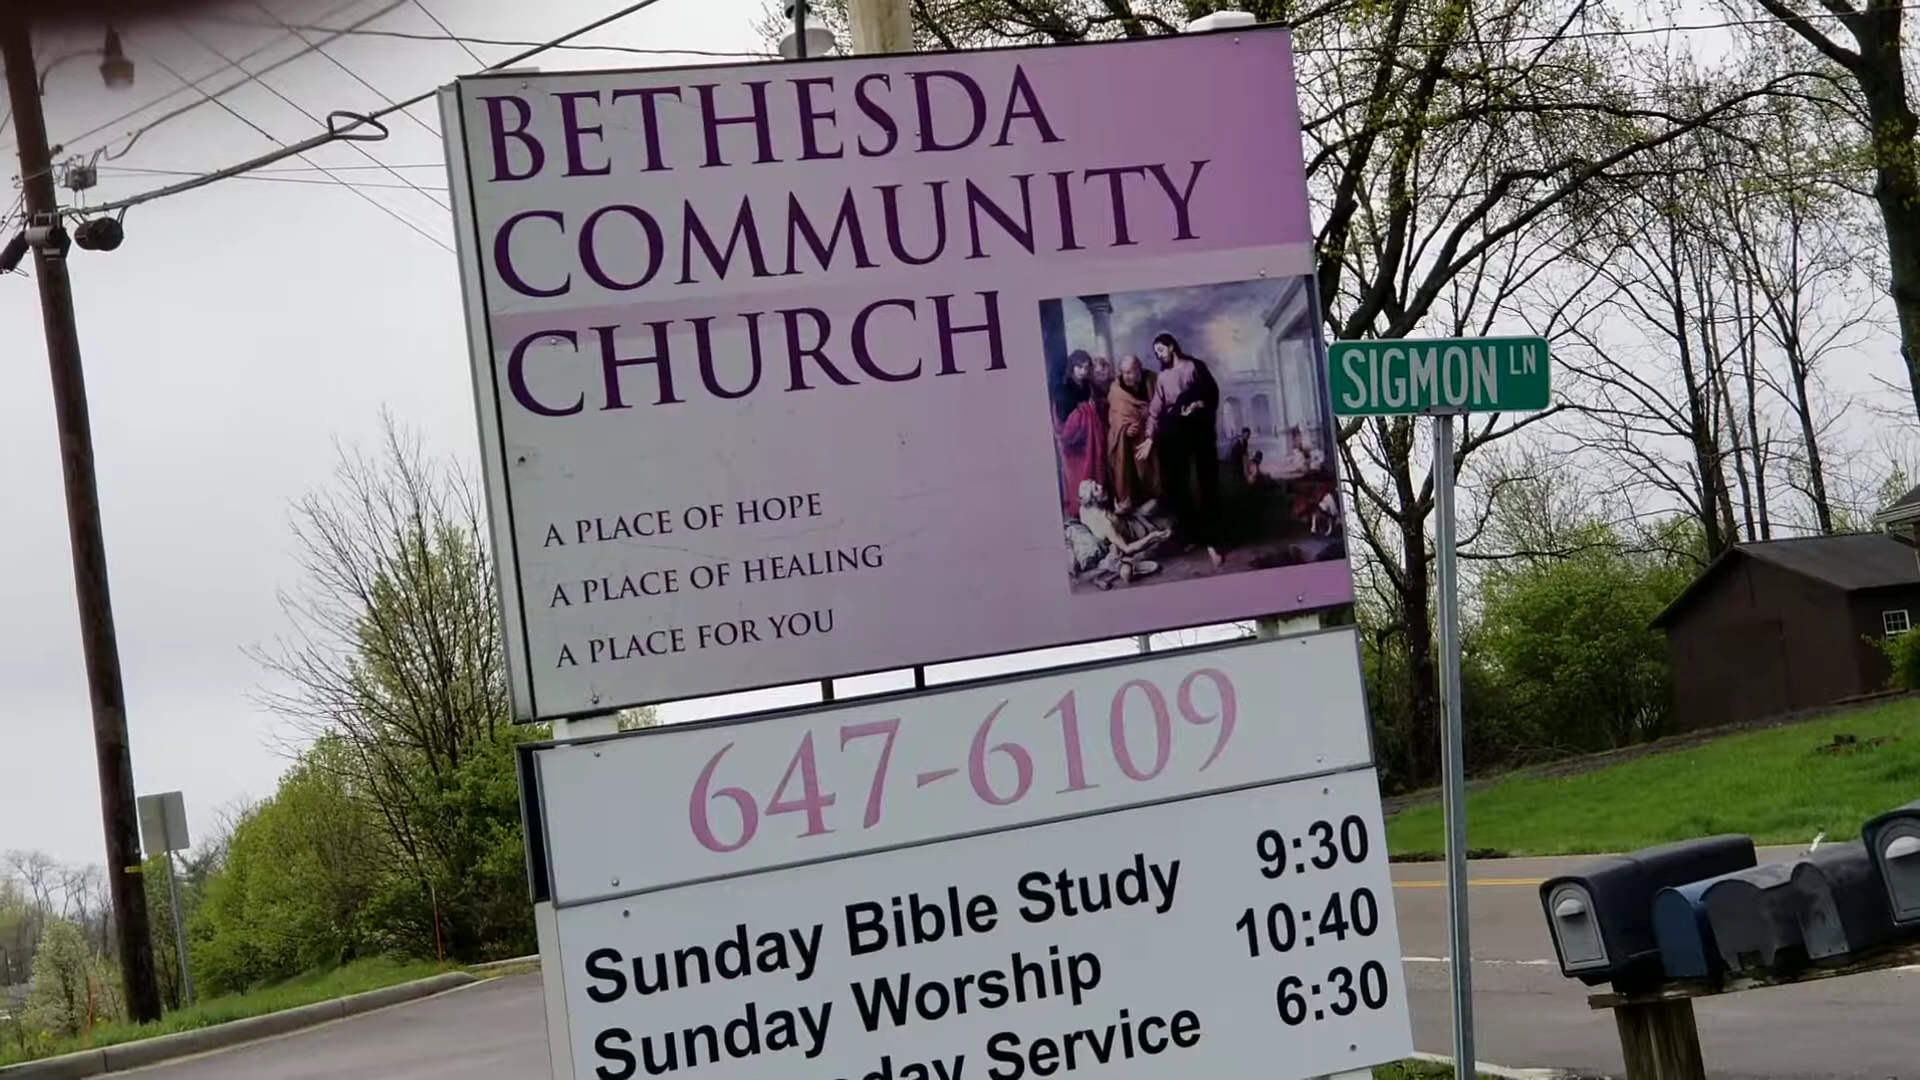 BETHESDA
COMMUNITY
CHURCH
A PLACE OF HOPE
A PLACE OF HEALING
A PLACE FOR YOU
SIGMON LN
647-6109
Sunday Bible Study 9:30
Sunday Worship 10:40
Service 6:30